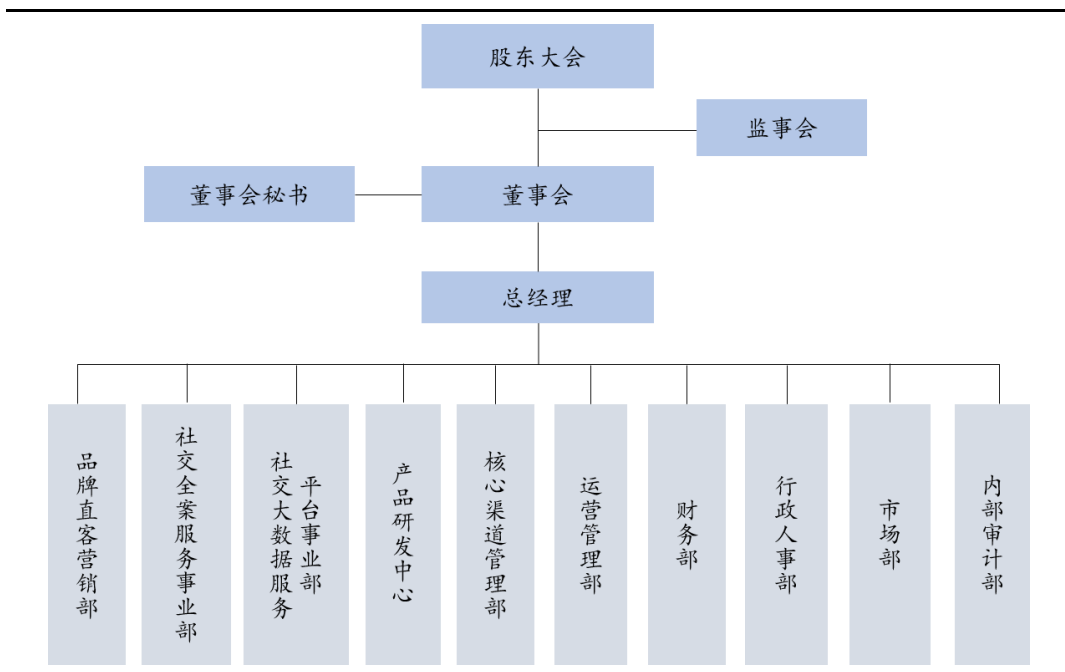 股东大会
监事会
董事会秘书
董事会
总经理
品牌直客营销部
社交全案服务事业部
社交大数据服务
平台事业部
产品研发中心
核心渠道管理部
运营管理部
财务部
行政人事部
市场部
内部审计部